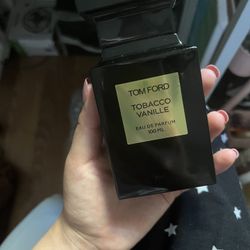 TOM FORD
TOBACCO
VANILLE
EAU DE PARFUM
100 ML